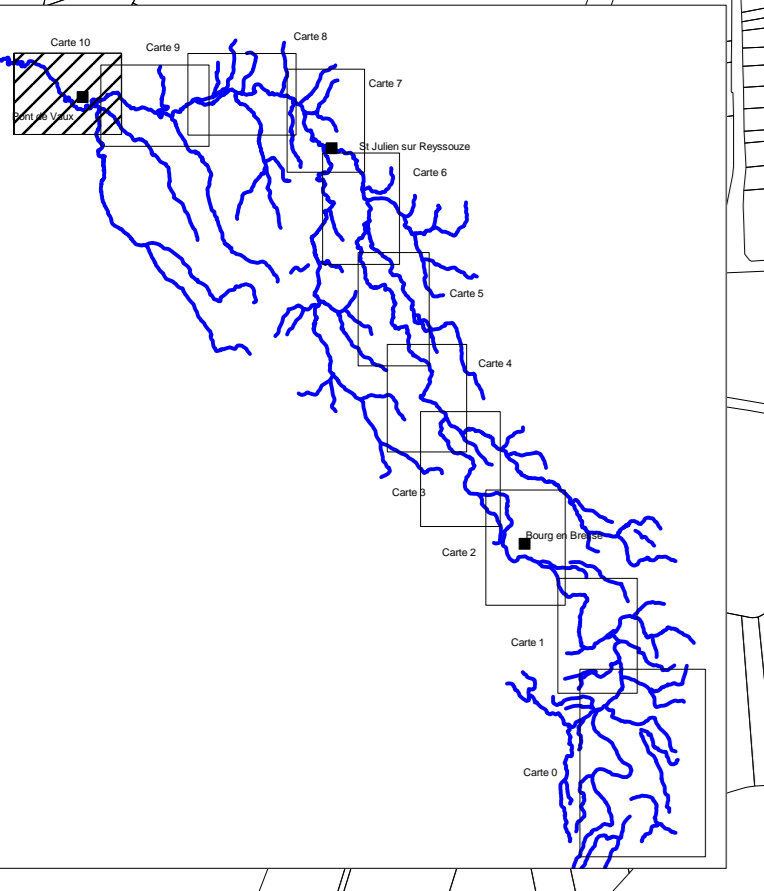 Carte 10
Carte 9
Carte 8
Carte 7
Pont de Vaux
St Julien sur Reyssouze
Carte 6
Carte 5
Carte 4
Carte 3
Bourg en Bresse
Carte 2
Carte 1
Carte 0